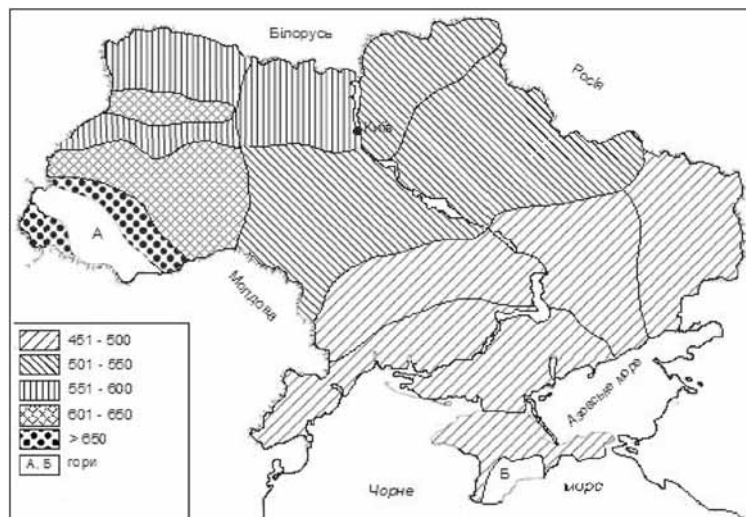 Білорусь
Росія
Київ
А
Молдова
451 - 500
501 - 550
551 - 600
601 - 650
> 650
А, Б гори
Азовське море
Б
Чорне море